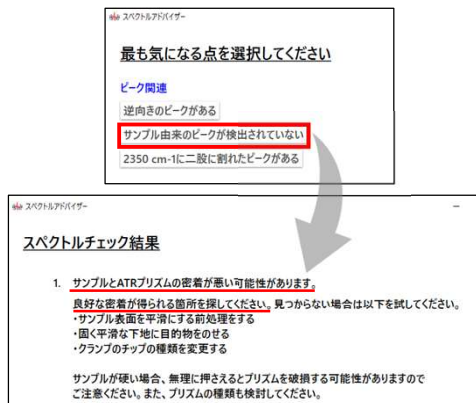 スペクトルアドバイザー
最も気になる点を選択してください
ピーク関連
逆向きのピークがある
サンプル由来のピークが検出されていない
2350 cm-1に二股に割れたピークがある
スペクトルアドバイザー
スペクトルチェック結果
1. サンプルとATRプリズムの密着が悪い可能性があります。
良好な密着が得られる箇所を探してください。見つからない場合は以下を試してください。
・サンプル表面を平滑にする前処理をする
・固く平滑な下地に目的物をのせる
・クランプのチップの種類を変更する
サンプルが硬い場合、無理に押さえるとプリズムを破損する可能性がありますので
ご注意ください。また、プリズムの種類も検討してください。